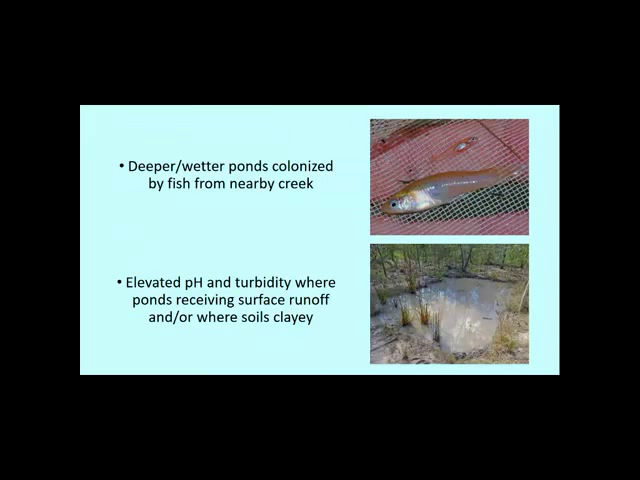 • Deeper/wetter ponds colonized
by fish from nearby creek
• Elevated pH and turbidity where
ponds receiving surface runoff
and/or where soils clayey